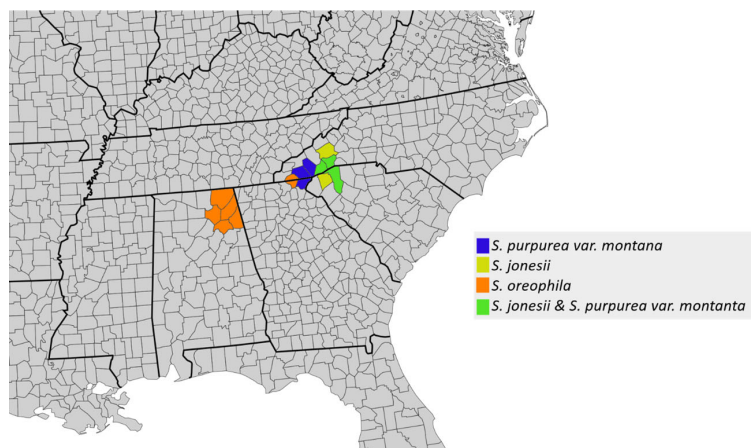 S. purpurea var. montana
S. jonesii
S. oreophila
S. jonesii & S. purpurea var. montanta